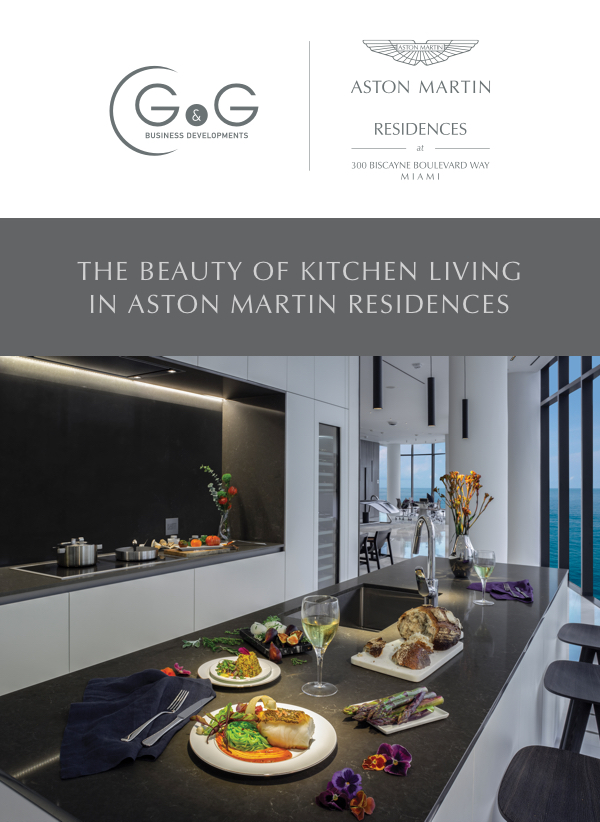 G&G
BUSINESS DEVELOPMENTS
ASTON MARTIN
ASTON MARTIN
RESIDENCES
at
300 BISCAYNE BOULEVARD WAY
MIAMI
THE BEAUTY OF KITCHEN LIVING
IN ASTON MARTIN RESIDENCES